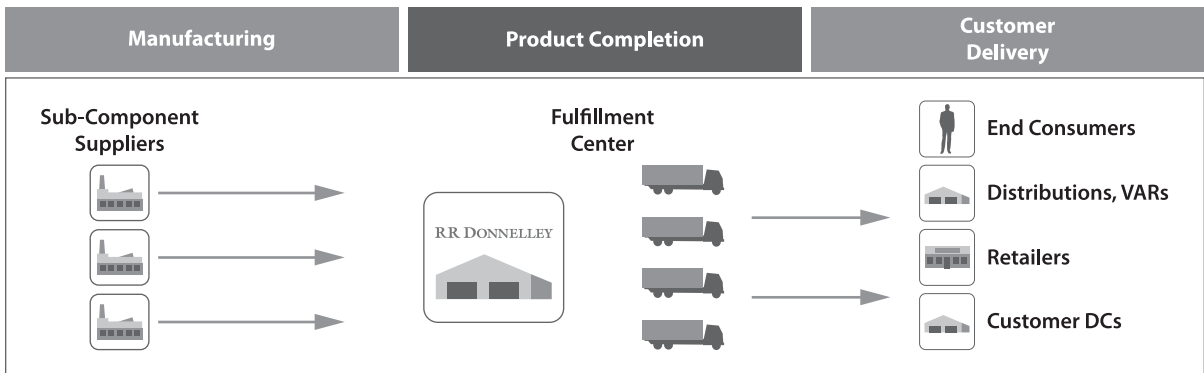 Manufacturing
Product Completion
Customer
Delivery
Sub-Component
Suppliers
Fulfillment
Center
RR DONNELLEY
End Consumers
Distributions, VARs
Retailers
Customer DCs